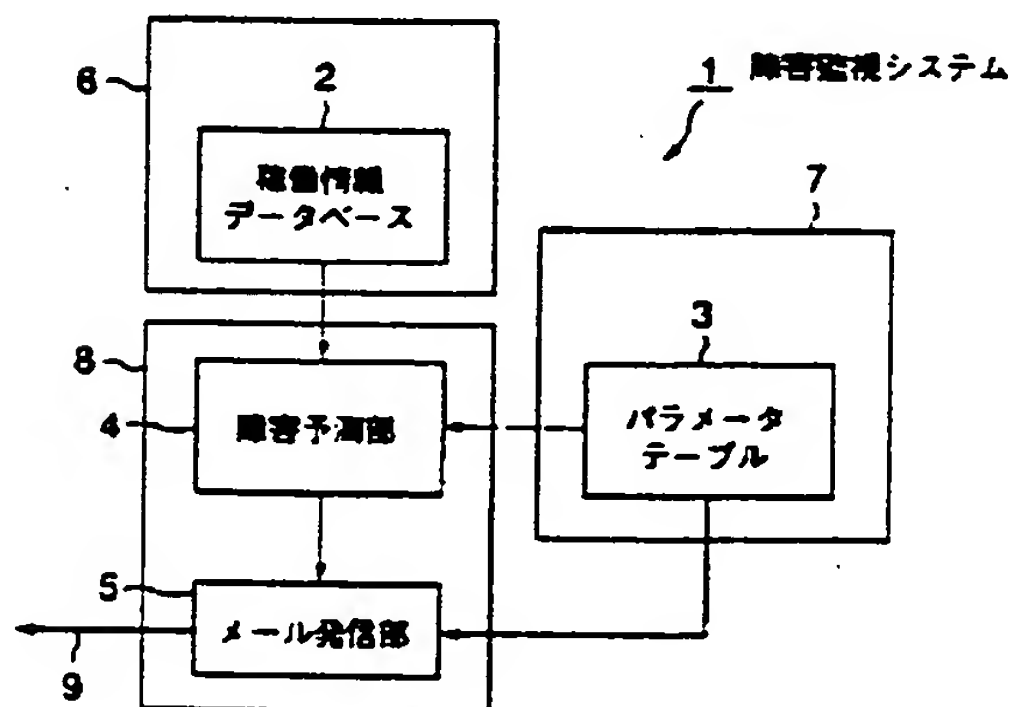 6
2
1 障害監視システム
稼働情報
データベース
7
3
8
4
障害予測部
パラメータ
テーブル
5
メール発信部
9